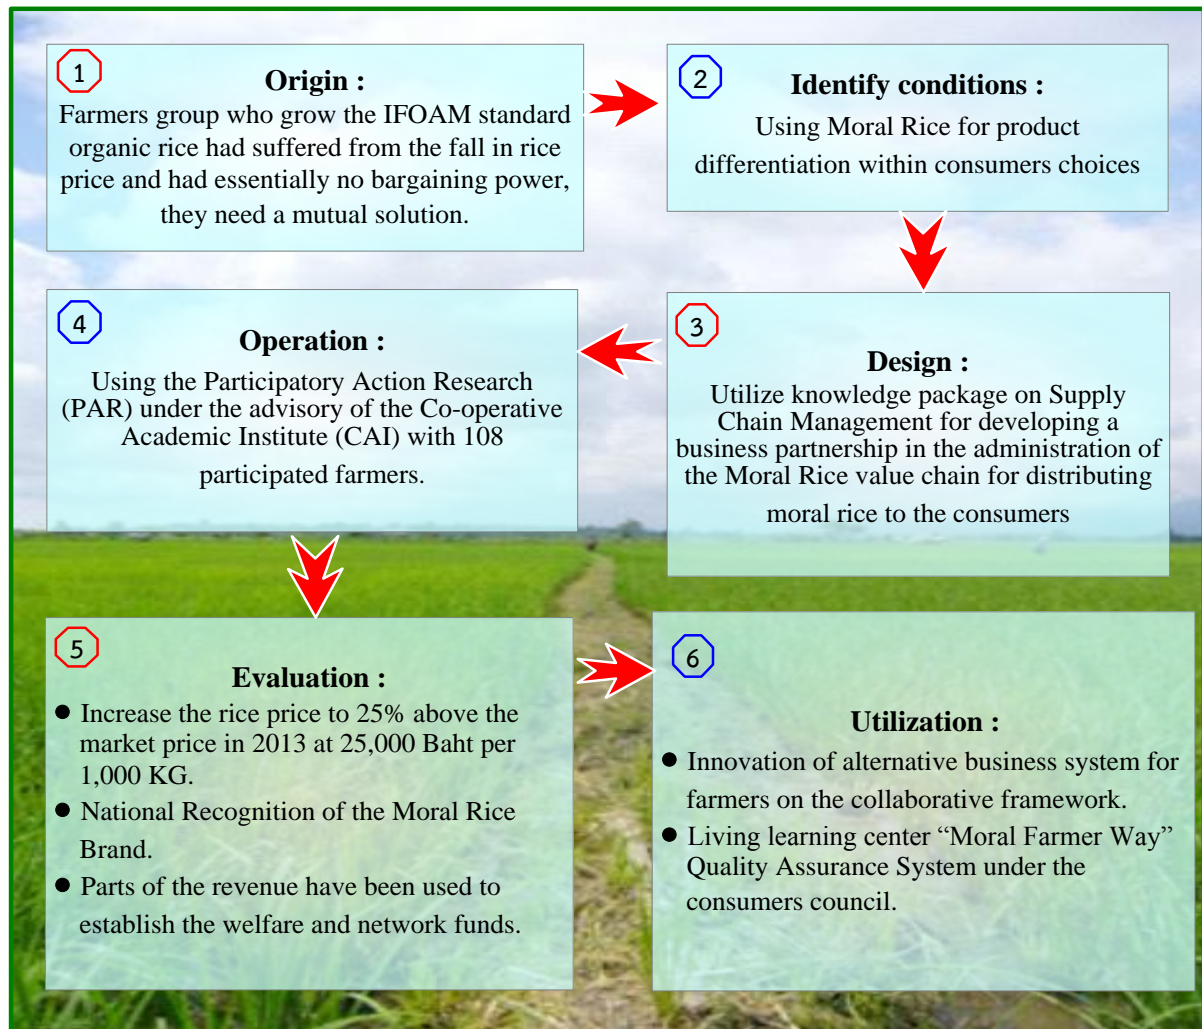 1
Origin :
Farmers group who grow the IFOAM standard
organic rice had suffered from the fall in rice
price and had essentially no bargaining power,
they need a mutual solution.
2
Identify conditions :
Using Moral Rice for product
differentiation within consumers choices
3
Design :
Utilize knowledge package on Supply
Chain Management for developing a
business partnership in the administration of
the Moral Rice value chain for distributing
moral rice to the consumers
4
Operation :
Using the Participatory Action Research
(PAR) under the advisory of the Co-operative
Academic Institute (CAI) with 108
participated farmers.
5
Evaluation :
● Increase the rice price to 25% above the
market price in 2013 at 25,000 Baht per
1,000 KG.
● National Recognition of the Moral Rice
Brand.
● Parts of the revenue have been used to
establish the welfare and network funds.
6
Utilization :
● Innovation of alternative business system for
farmers on the collaborative framework.
● Living learning center “Moral Farmer Way”
Quality Assurance System under the
consumers council.